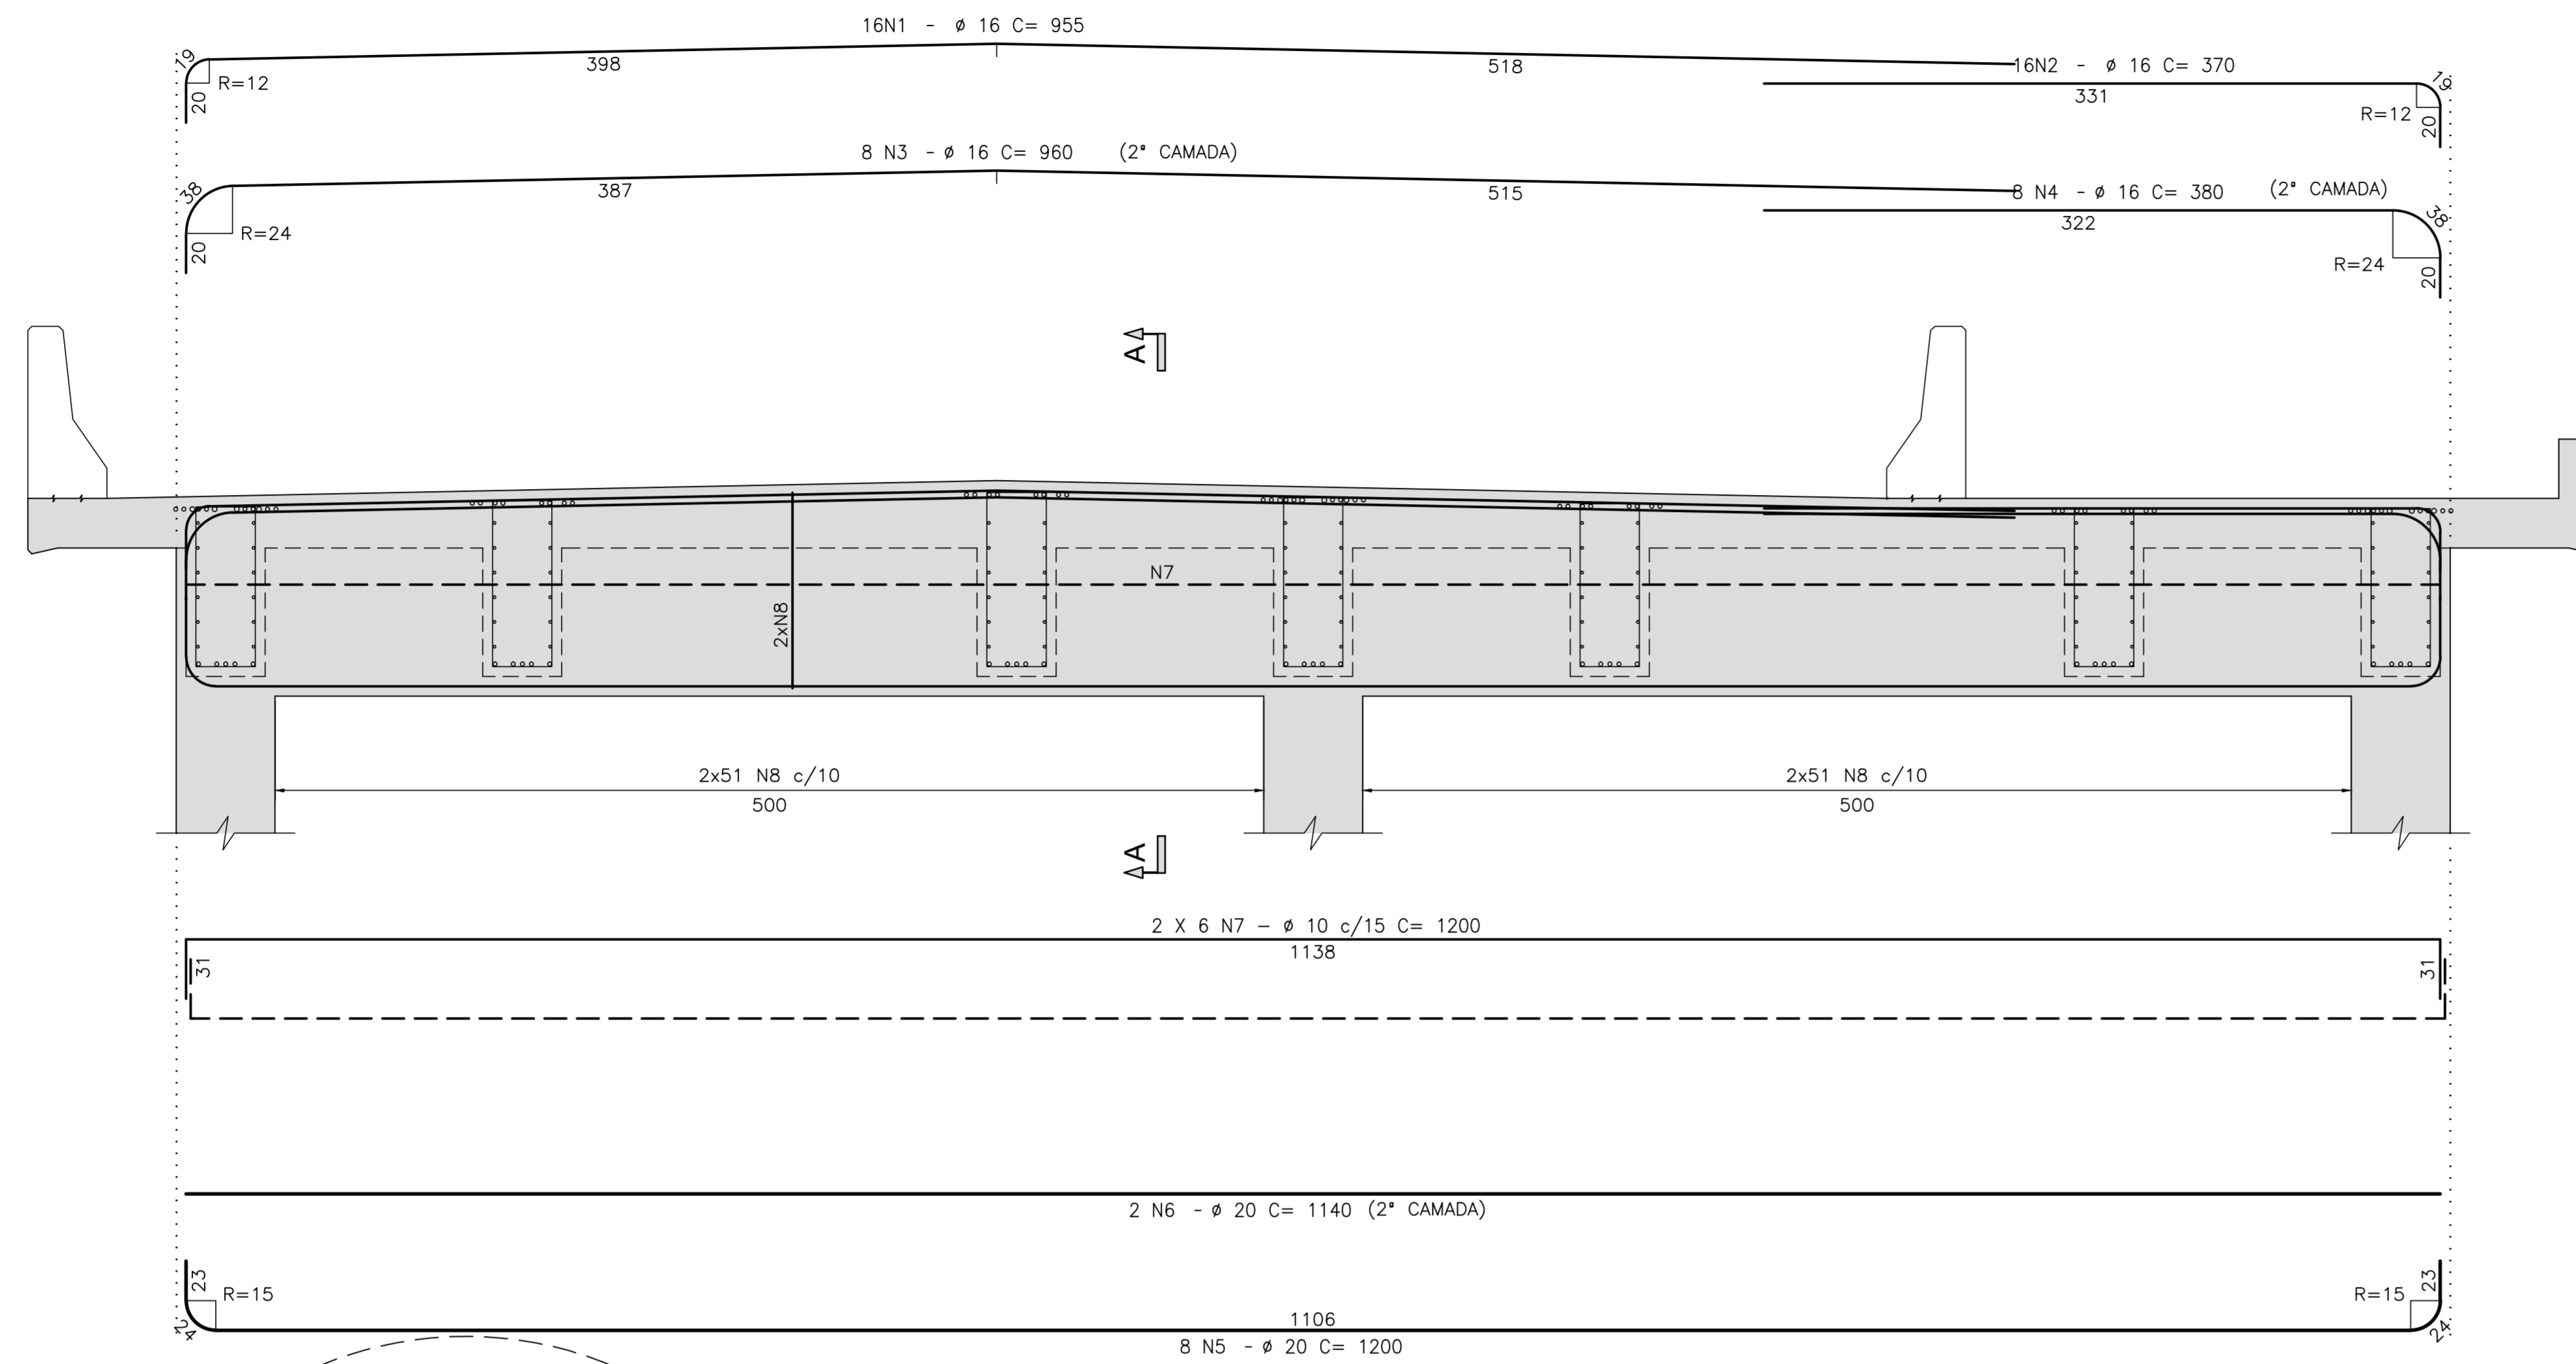 16N1 - ø 16 C= 955
19
398
518
R=12
20
16N2 - ø 16 C= 370
19
331
R=12
20
8 N3 - ø 16 C= 960 (2ª CAMADA)
38
387
515
R=24
20
8 N4 - ø 16 C= 380 (2ª CAMADA)
38
322
R=24
20
A
N7
2xN8
2x51 N8 c/10
500
2x51 N8 c/10
500
A
2 X 6 N7 – ø 10 c/15 C= 1200
1138
31
31
2 N6 - ø 20 C= 1140 (2ª CAMADA)
23
R=15
24
23
R=15
24
1106
8 N5 - ø 20 C= 1200